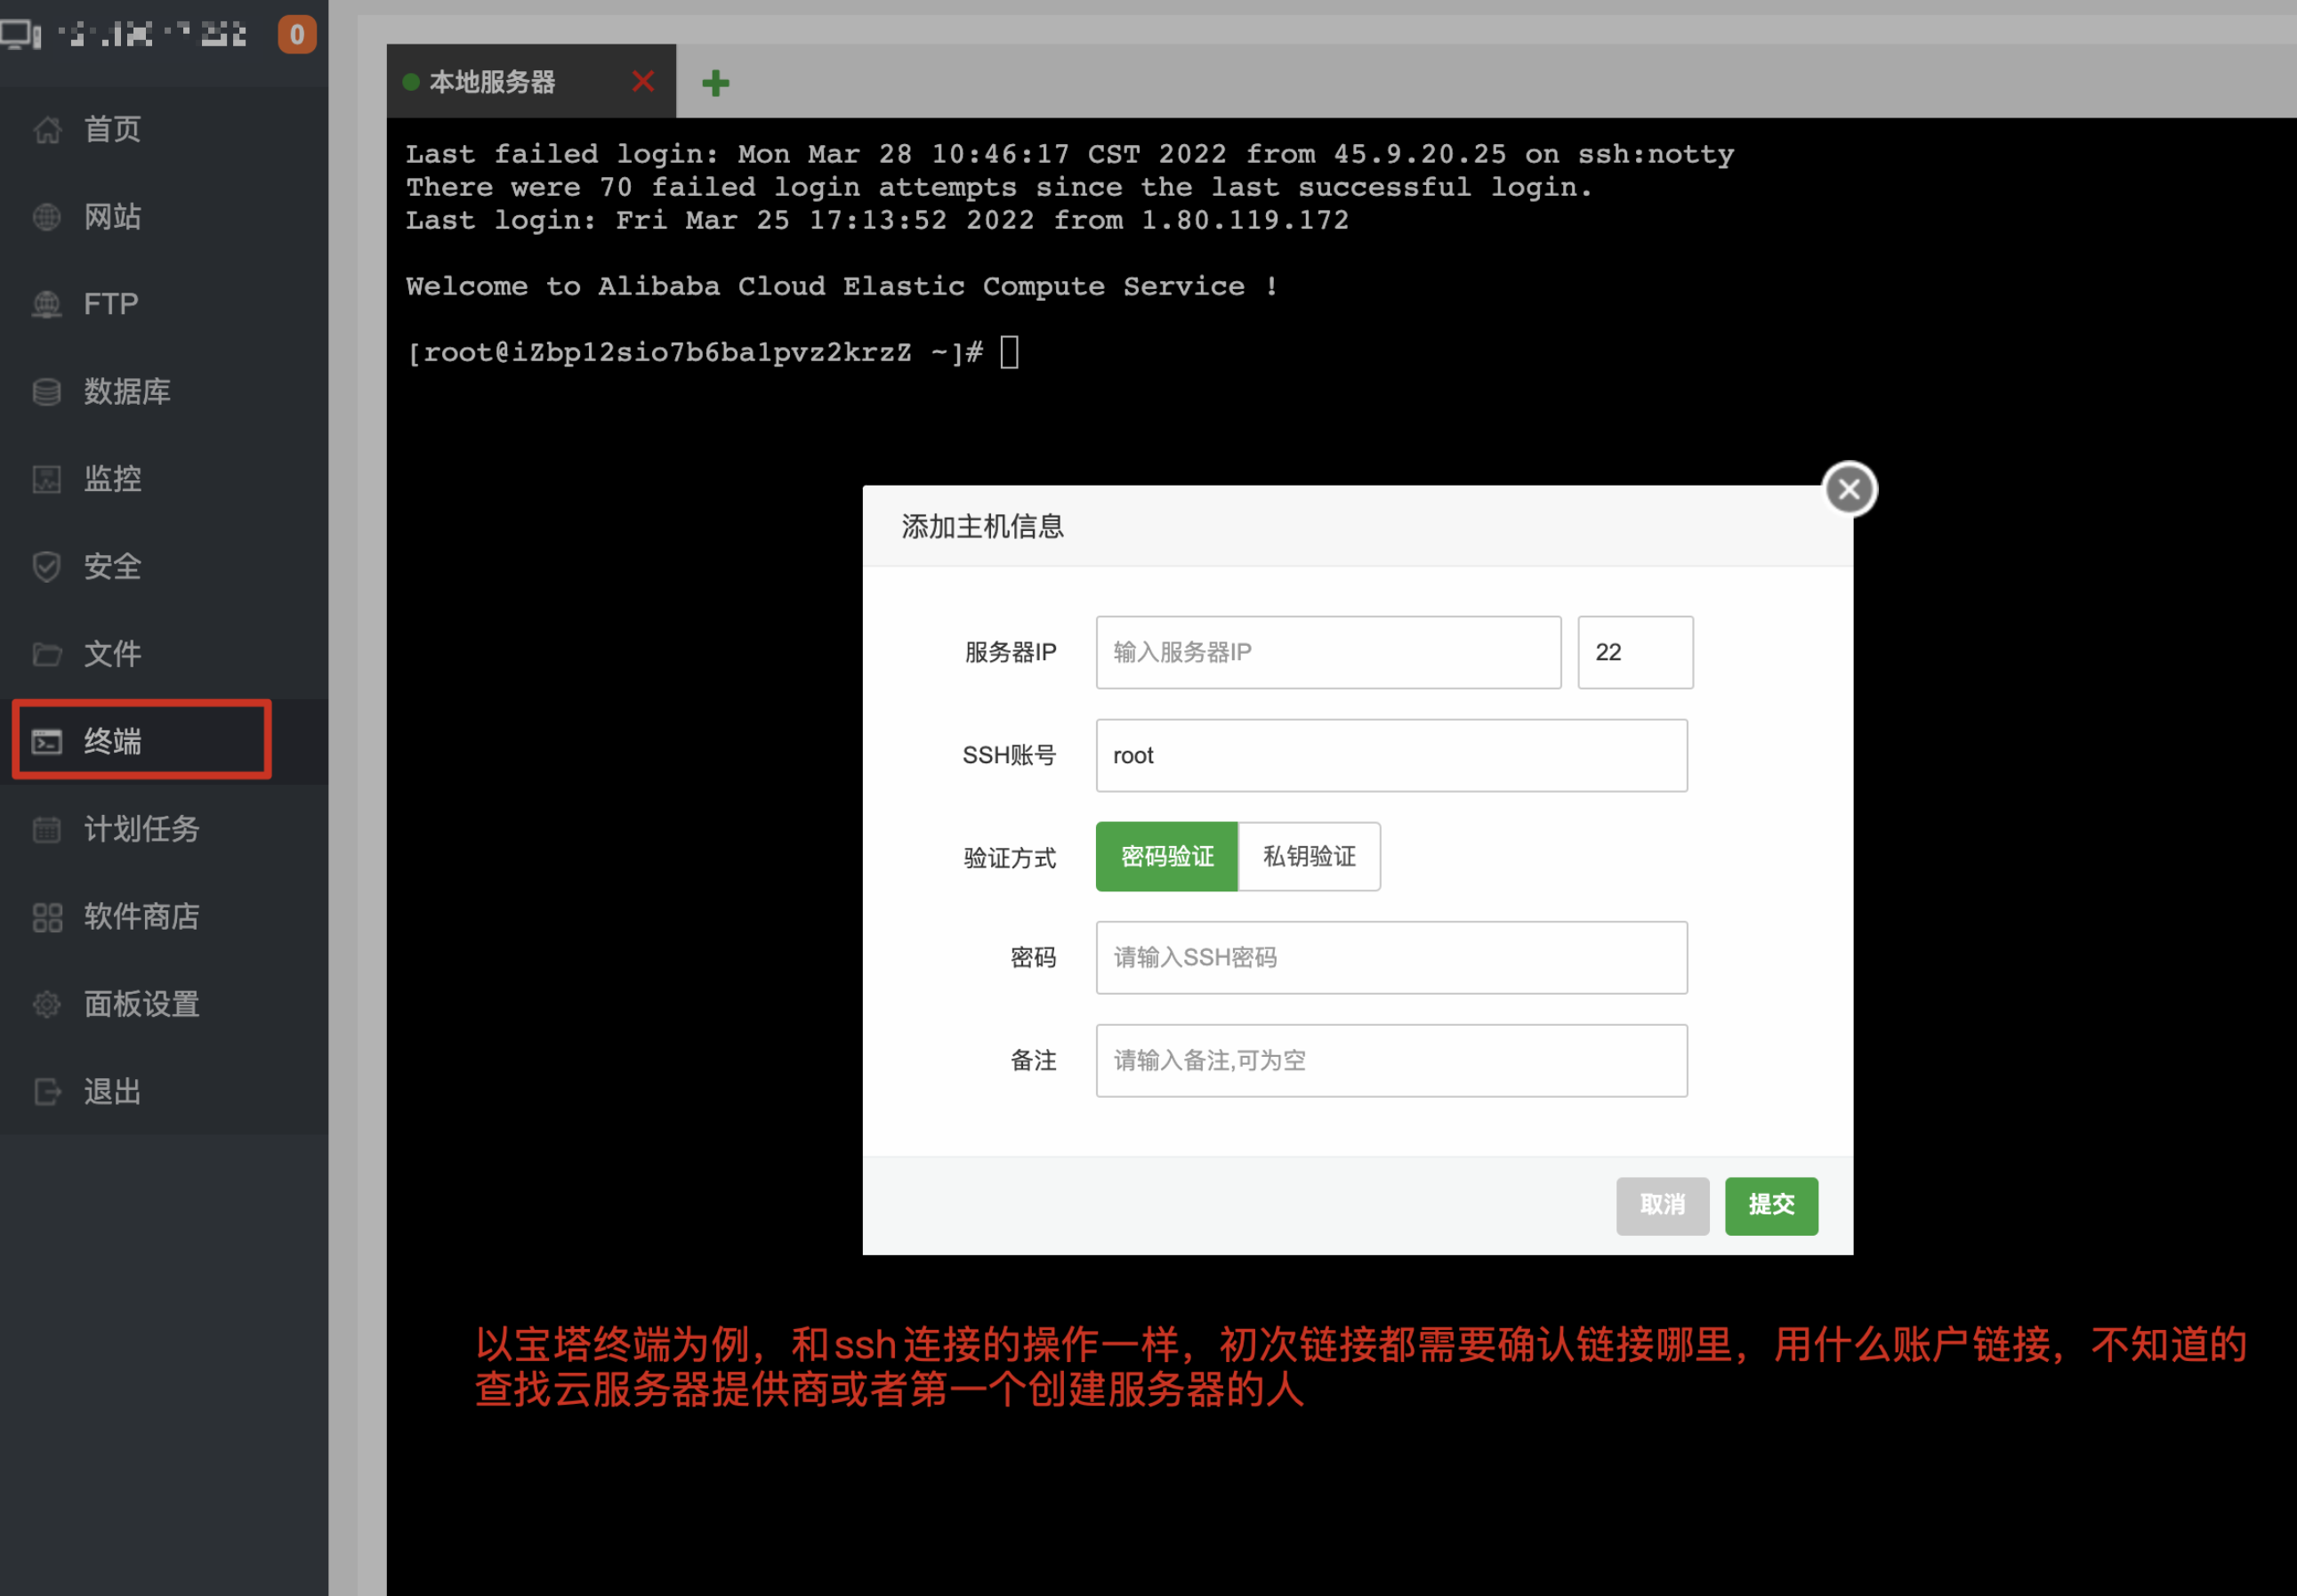 0
首页
网站
FTP
数据库
监控
安全
文件
终端
计划任务
软件商店
面板设置
退出
本地服务器
Last failed login: Mon Mar 28 10:46:17 CST 2022 from 45.9.20.25 on ssh:notty
There were 70 failed login attempts since the last successful login.
Last login: Fri Mar 25 17:13:52 2022 from 1.80.119.172
Welcome to Alibaba Cloud Elastic Compute Service !
[root@iZbp12sio7b6ba1pvz2krzZ ~]#
添加主机信息
服务器IP 输入服务器IP 22
SSH账号 root
验证方式 密码验证 私钥验证
密码 请输入SSH密码
备注 请输入备注,可为空
取消 提交
以宝塔终端为例，和ssh连接的操作一样，初次链接都需要确认链接哪里，用什么账户链接，不知道的
查找云服务器提供商或者第一个创建服务器的人